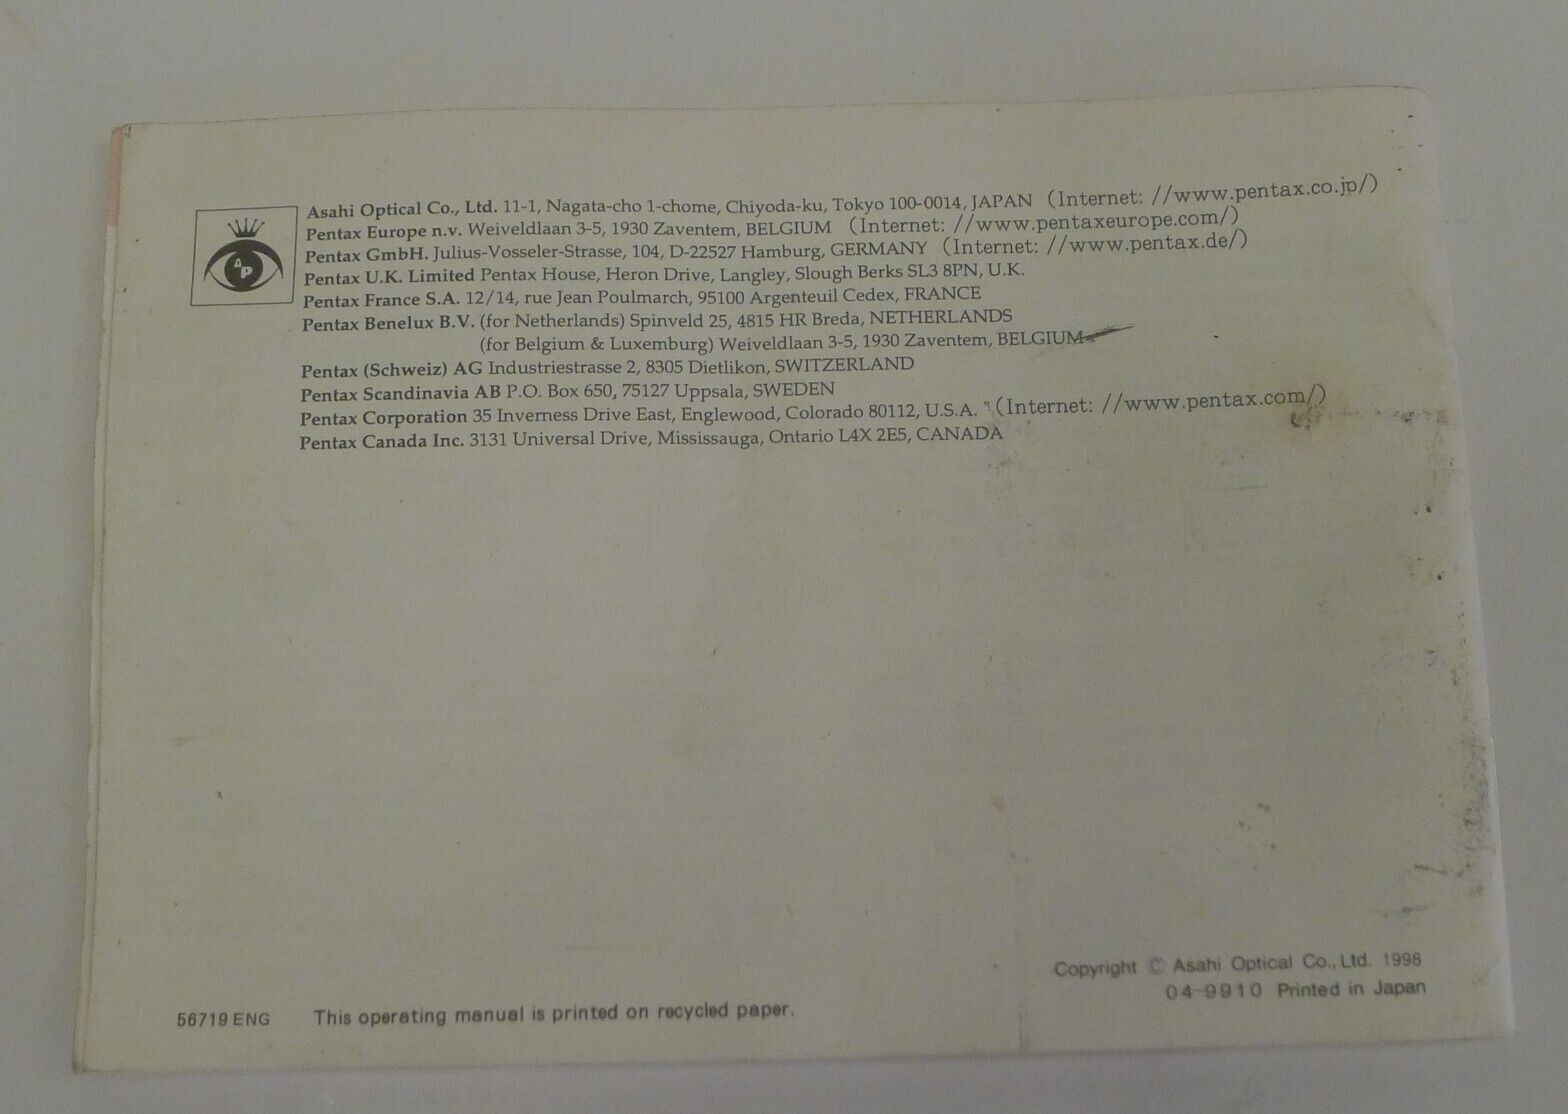 AP
Asahi Optical Co., Ltd. 11-1, Nagata-cho 1-chome, Chiyoda-ku, Tokyo 100-0014, JAPAN (Internet: //www.pentax.co.jp/)
Pentax Europe n.v. Weiveldlaan 3-5, 1930 Zaventem, BELGIUM (Internet: //www.pentaxeurope.com/)
Pentax GmbH. Julius-Vosseler-Strasse, 104, D-22527 Hamburg, GERMANY (Internet: //www.pentax.de/)
Pentax U.K. Limited Pentax House, Heron Drive, Langley, Slough Berks SL3 8PN, U.K.
Pentax France S.A. 12/14, rue Jean Poulmarch, 95100 Argenteuil Cedex, FRANCE
Pentax Benelux B.V. (for Netherlands) Spinveld 25, 4815 HR Breda, NETHERLANDS
(for Belgium & Luxemburg) Weiveldlaan 3-5, 1930 Zaventem, BELGIUM
Pentax (Schweiz) AG Industriestrasse 2, 8305 Dietlikon, SWITZERLAND
Pentax Scandinavia AB P.O. Box 650, 75127 Uppsala, SWEDEN
Pentax Corporation 35 Inverness Drive East, Englewood, Colorado 80112, U.S.A. (Internet: //www.pentax.com/)
Pentax Canada Inc. 3131 Universal Drive, Mississauga, Ontario L4X 2E5, CANADA
Copyright © Asahi Optical Co., Ltd. 1998
04-9910 Printed in Japan
56719 ENG This operating manual is printed on recycled paper.